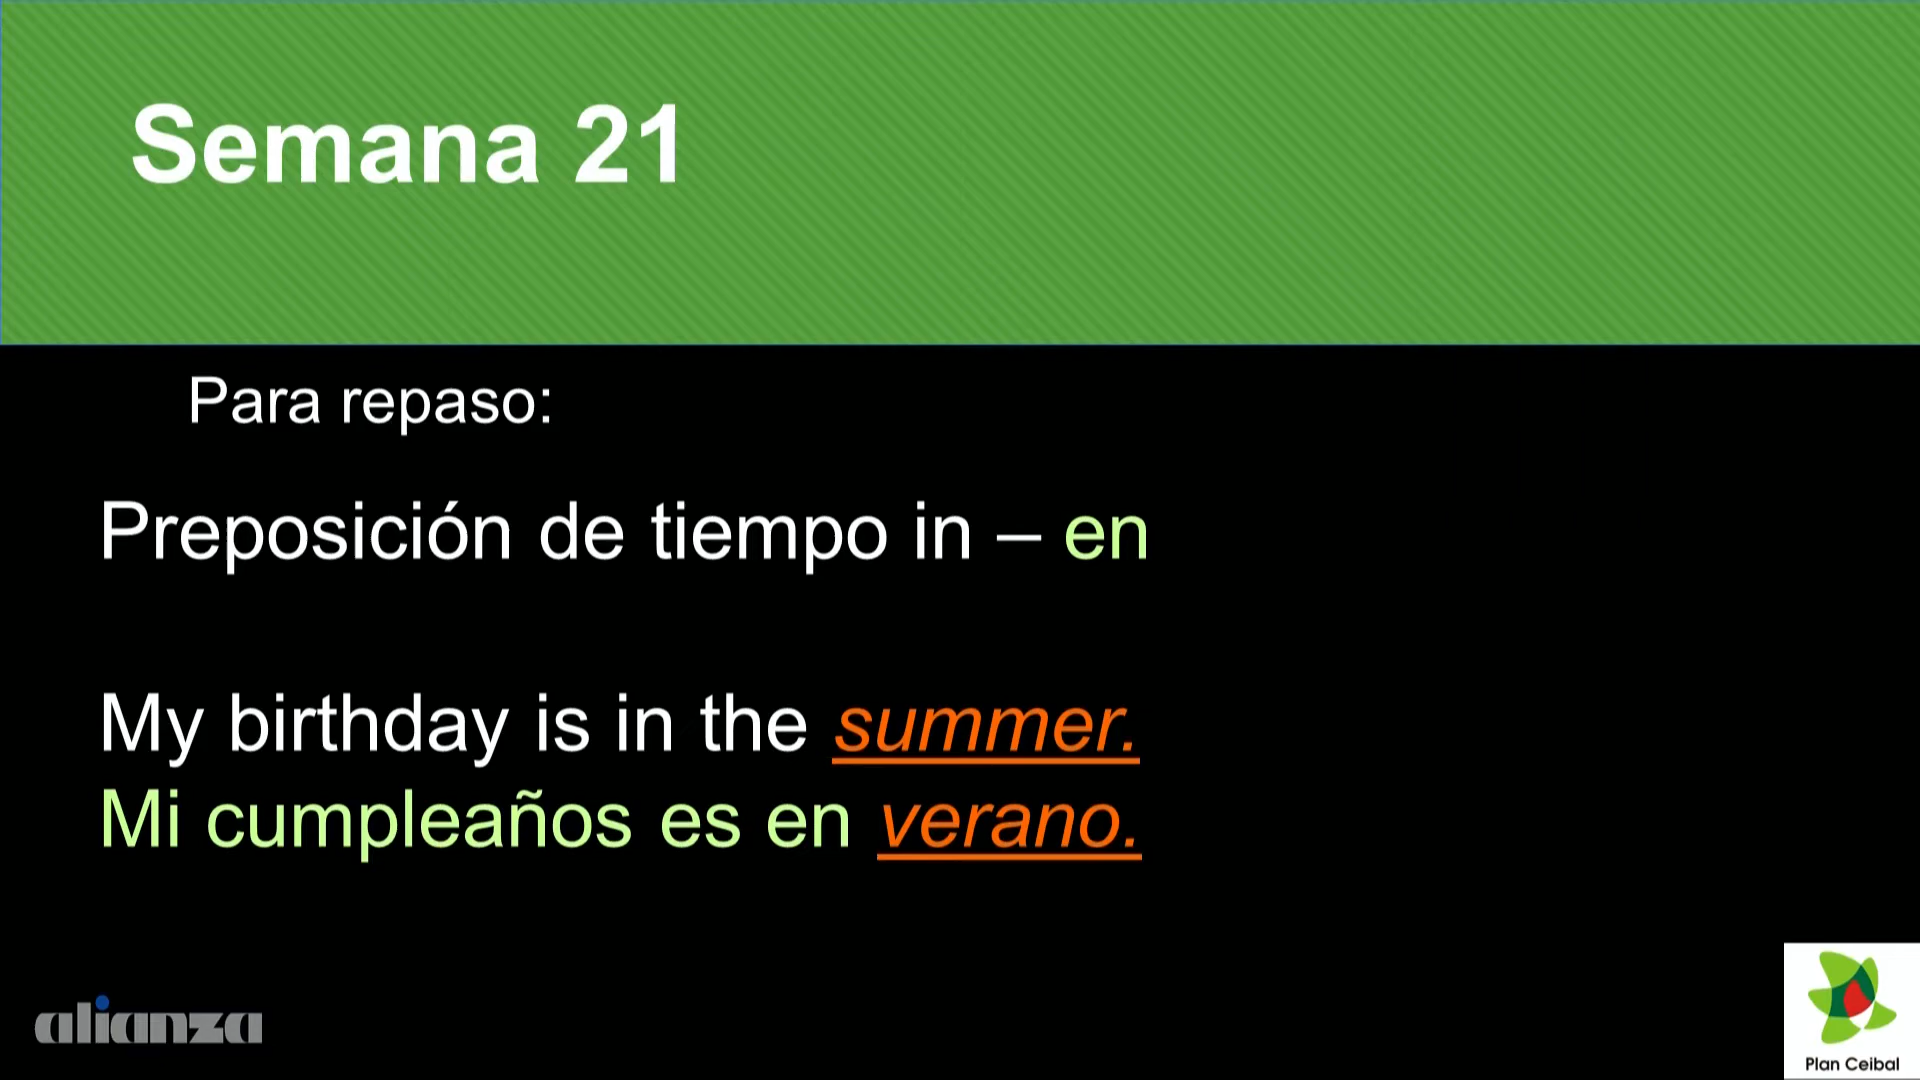 Semana 21
Para repaso:
Preposición de tiempo in – en
My birthday is in the summer.
Mi cumpleaños es en verano.
alianza
Plan Ceibal